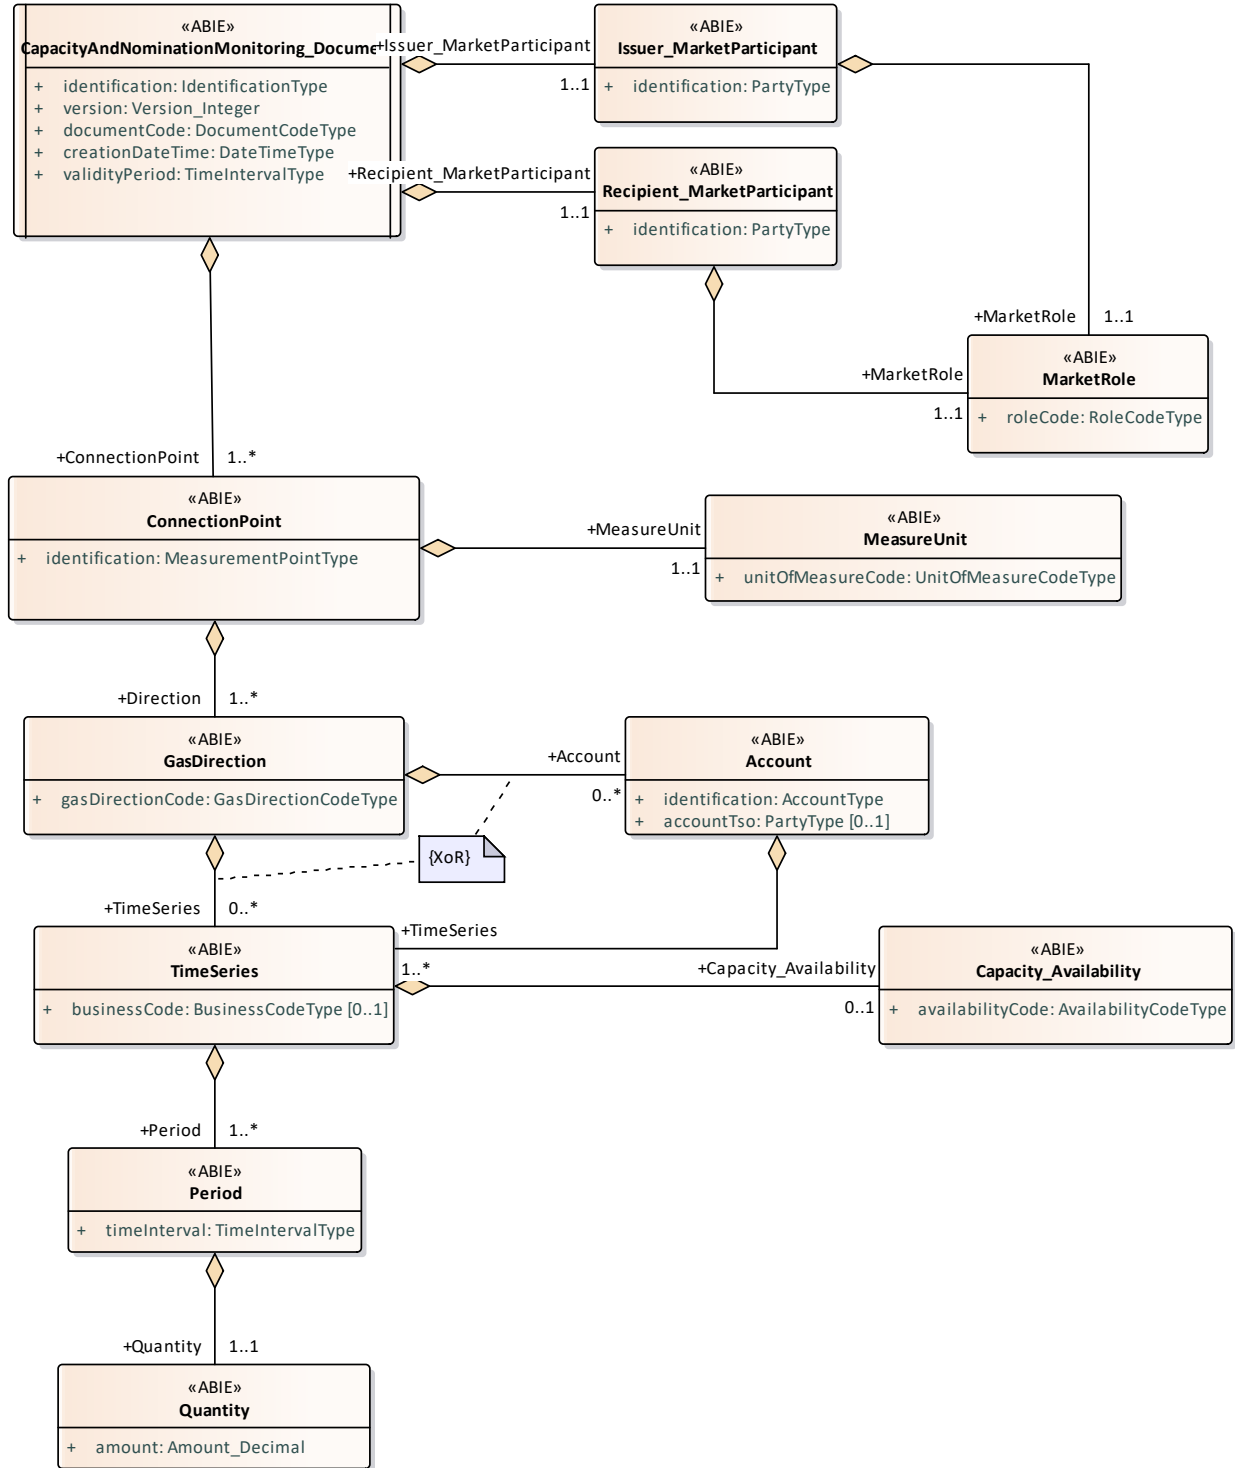 «ABIE»
CapacityAndNominationMonitoring_Docume
+ identification: IdentificationType
+ version: Version_Integer
+ documentCode: DocumentCodeType
+ creationDateTime: DateTimeType
+ validityPeriod: TimeIntervalType
+Issuer_MarketParticipant
1..1
«ABIE»
Issuer_MarketParticipant
+ identification: PartyType
+Recipient_MarketParticipant
1..1
«ABIE»
Recipient_MarketParticipant
+ identification: PartyType
+MarketRole 1..1
+MarketRole
1..1
«ABIE»
MarketRole
+ roleCode: RoleCodeType
+ConnectionPoint 1..*
«ABIE»
ConnectionPoint
+ identification: MeasurementPointType
+MeasureUnit
1..1
«ABIE»
MeasureUnit
+ unitOfMeasureCode: UnitOfMeasureCodeType
+Direction 1..*
«ABIE»
GasDirection
+ gasDirectionCode: GasDirectionCodeType
+Account
0..*
«ABIE»
Account
+ identification: AccountType
+ accountTso: PartyType [0..1]
{XoR}
+TimeSeries 0..*
+TimeSeries
1..*
«ABIE»
TimeSeries
+ businessCode: BusinessCodeType [0..1]
+Capacity_Availability
0..1
«ABIE»
Capacity_Availability
+ availabilityCode: AvailabilityCodeType
+Period 1..*
«ABIE»
Period
+ timeInterval: TimeIntervalType
+Quantity 1..1
«ABIE»
Quantity
+ amount: Amount_Decimal